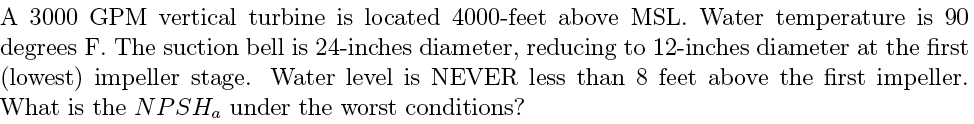 A 3000 GPM vertical turbine is located 4000-feet above MSL. Water temperature is 90
degrees F. The suction bell is 24-inches diameter, reducing to 12-inches diameter at the first
(lowest) impeller stage. Water level is NEVER less than 8 feet above the first impeller.
What is the NPSHₐ under the worst conditions?